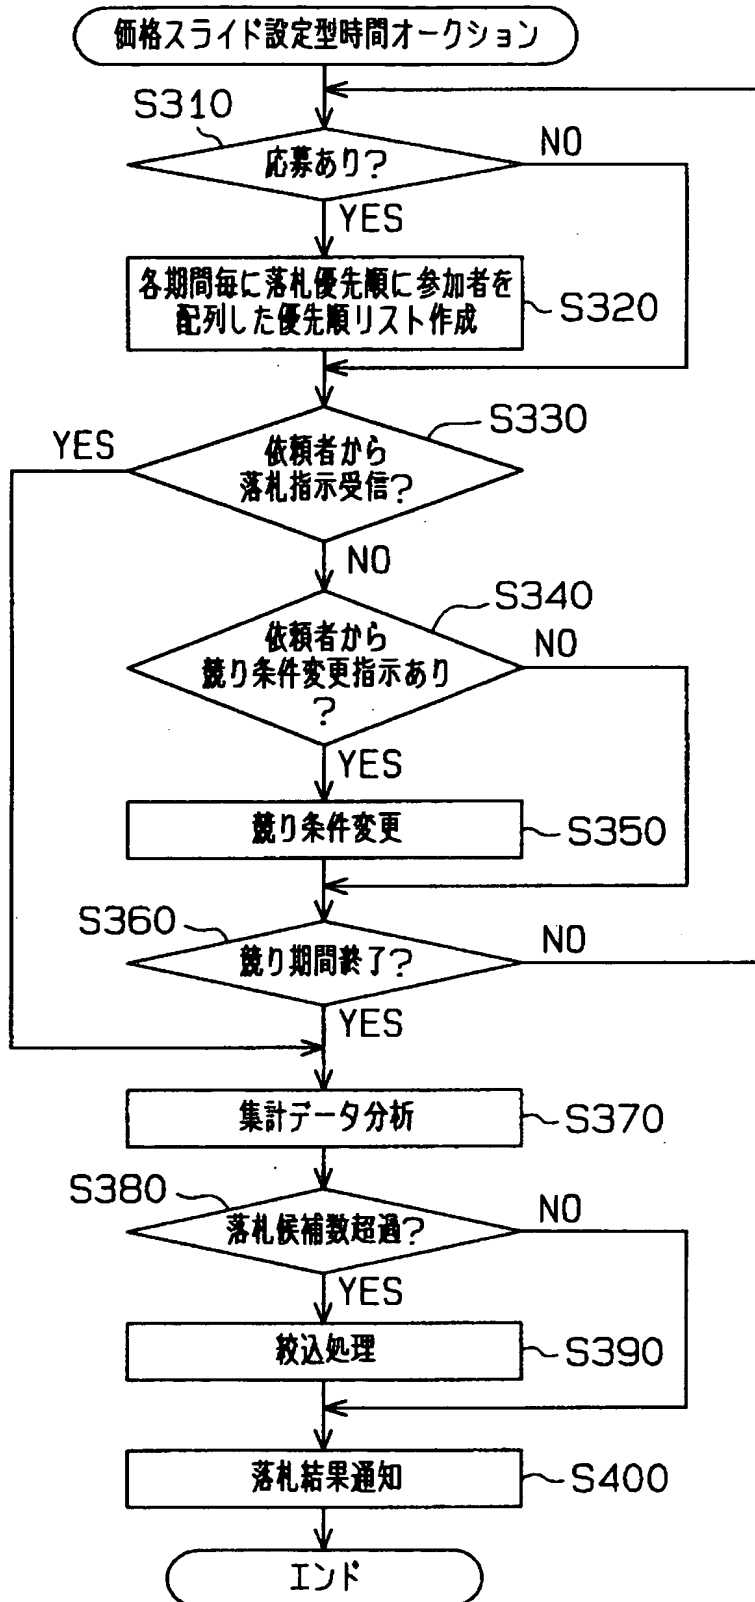 価格スライド設定型時間オークション
S310
応募あり?
NO
YES
各期間毎に落札優先順に参加者を
配列した優先順リスト作成
S320
S330
YES
依頼者から
落札指示受信?
NO
S340
依頼者から
競り条件変更指示あり
?
NO
YES
競り条件変更
S350
S360
競り期間終了?
NO
YES
集計データ分析
S370
S380
落札候補数超過?
NO
YES
絞込処理
S390
落札結果通知
S400
エンド